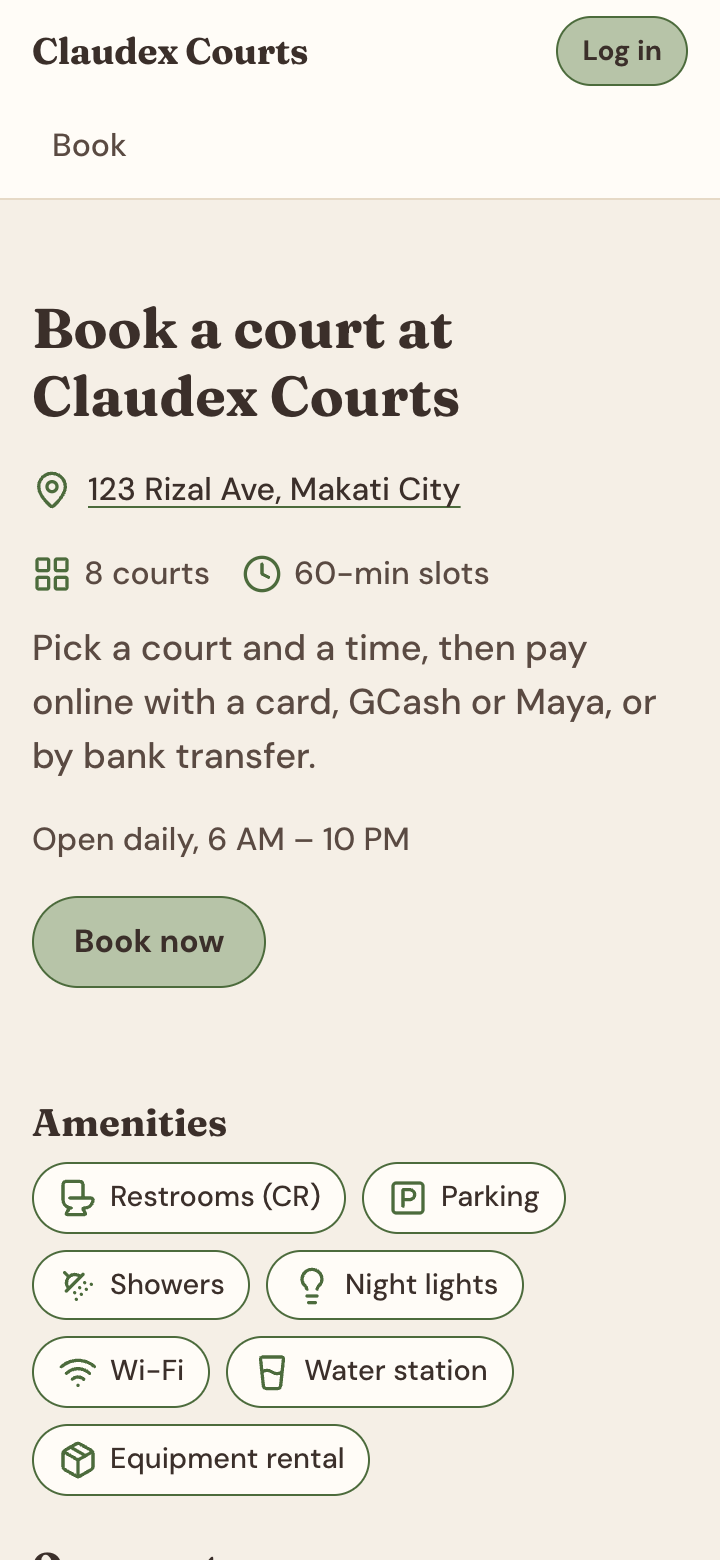 Claudex Courts
Log in
Book
Book a court at
Claudex Courts
123 Rizal Ave, Makati City
8 courts
60-min slots
Pick a court and a time, then pay
online with a card, GCash or Maya, or
by bank transfer.
Open daily, 6 AM – 10 PM
Book now
Amenities
Restrooms (CR)
P
Parking
Showers
Night lights
Wi-Fi
Water station
Equipment rental